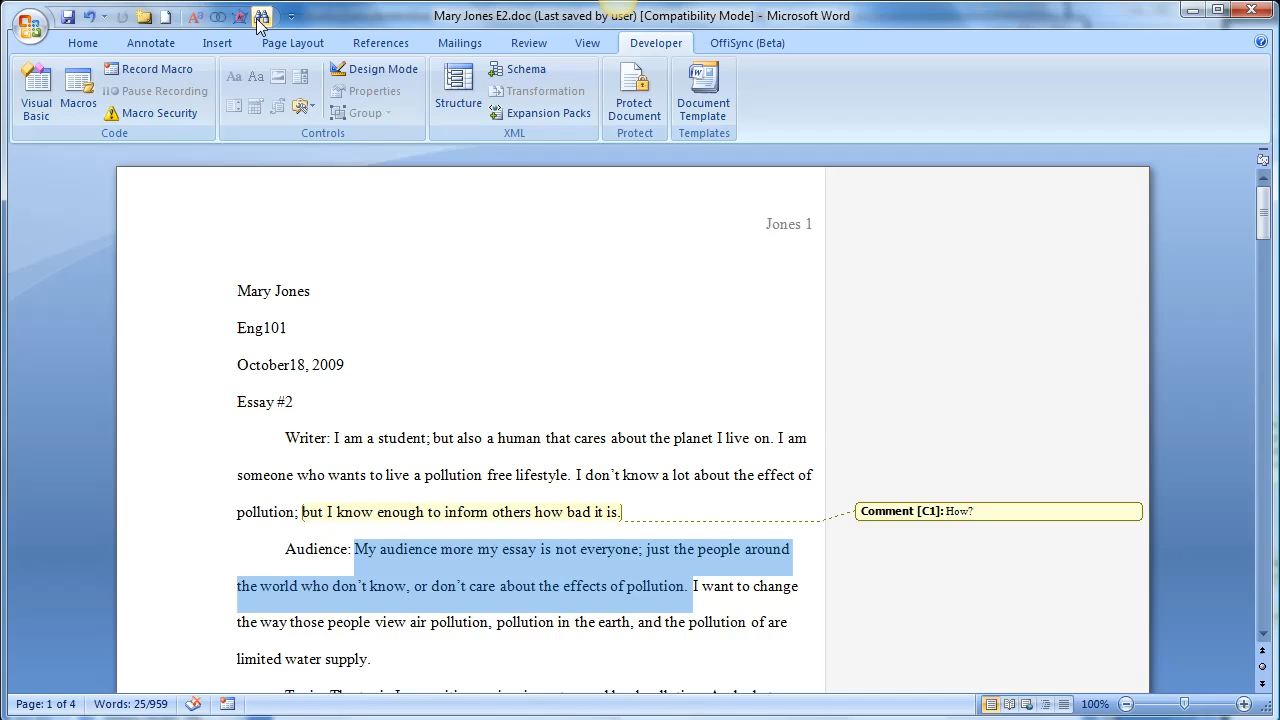 Mary Jones E2.doc (Last saved by user) [Compatibility Mode] - Microsoft Word
Home Annotate Insert Page Layout References Mailings Review View Developer OffiSync (Beta)
Visual Basic
Macros
Record Macro
Pause Recording
Macro Security
Code
Aa Aa
Design Mode
Properties
Group
Controls
Structure
Schema
Transformation
Expansion Packs
XML
Protect Document
Protect
Document Template
Templates
Jones 1
Mary Jones
Eng101
October18, 2009
Essay #2
Writer: I am a student; but also a human that cares about the planet I live on. I am
someone who wants to live a pollution free lifestyle. I don't know a lot about the effect of
pollution; but I know enough to inform others how bad it is.
Comment [C1]: How?
Audience: My audience more my essay is not everyone; just the people around
the world who don't know, or don't care about the effects of pollution. I want to change
the way those people view air pollution, pollution in the earth, and the pollution of are
limited water supply.
Page: 1 of 4 Words: 25/959 100%